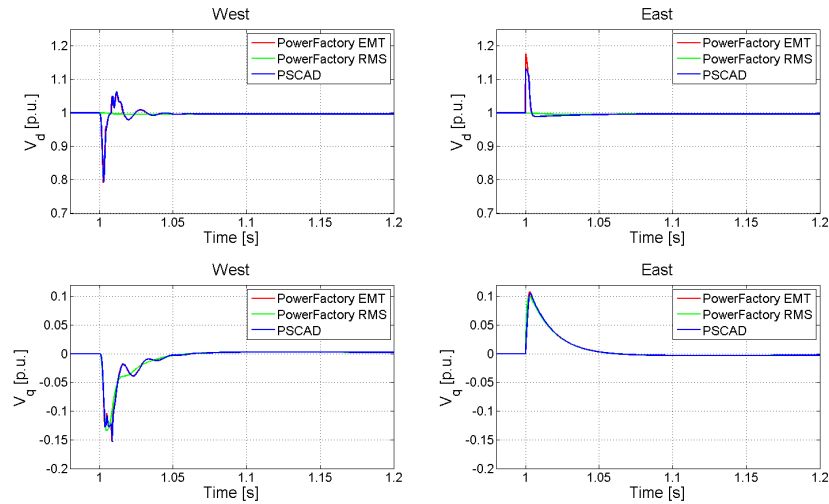 West
V_d [p.u.]
1.2
1.1
1
0.9
0.8
0.7
PowerFactory EMT
PowerFactory RMS
PSCAD
1
1.05
1.1
1.15
1.2
Time [s]
East
V_d [p.u.]
1.2
1.1
1
0.9
0.8
0.7
PowerFactory EMT
PowerFactory RMS
PSCAD
1
1.05
1.1
1.15
1.2
Time [s]
West
V_q [p.u.]
0.1
0.05
0
-0.05
-0.1
-0.15
-0.2
PowerFactory EMT
PowerFactory RMS
PSCAD
1
1.05
1.1
1.15
1.2
Time [s]
East
V_q [p.u.]
0.1
0.05
0
-0.05
-0.1
-0.15
-0.2
PowerFactory EMT
PowerFactory RMS
PSCAD
1
1.05
1.1
1.15
1.2
Time [s]